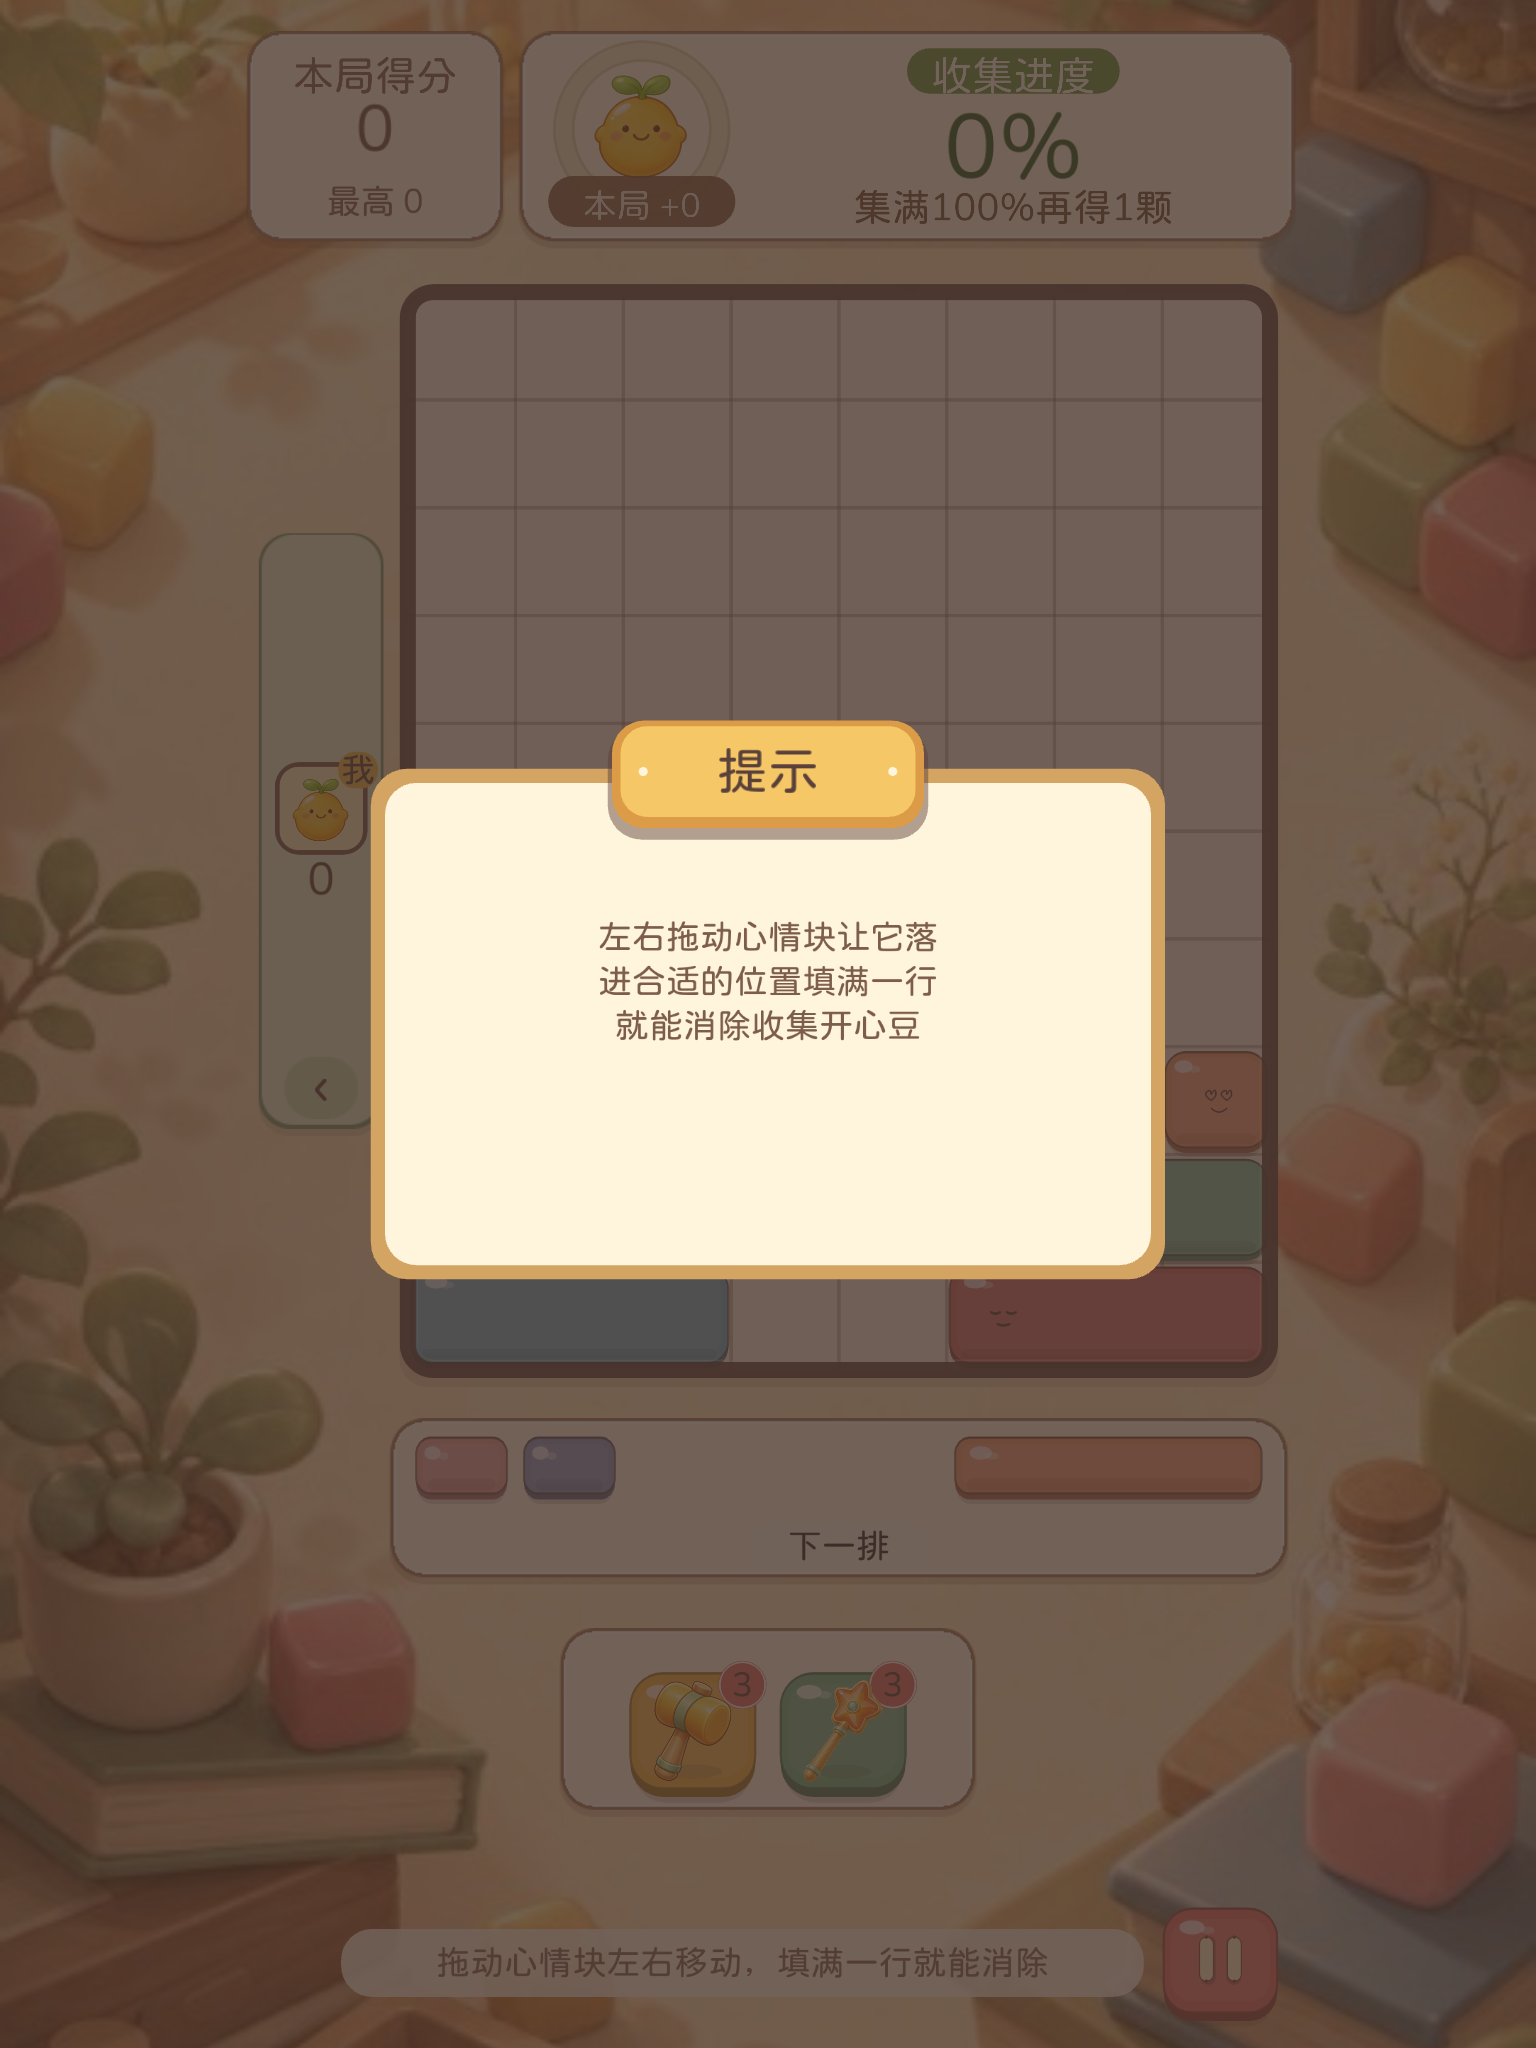 本局得分
0
最高 0
本局 +0
收集进度
0%
集满100%再得1颗
我
0
提示
左右拖动心情块让它落
进合适的位置填满一行
就能消除收集开心豆
下一排
3
3
拖动心情块左右移动，填满一行就能消除